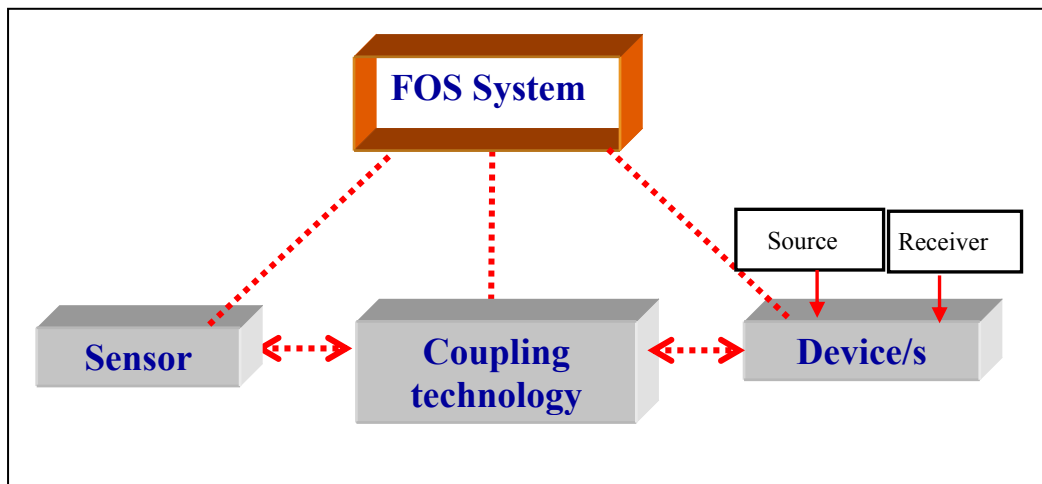 FOS System
Source
Receiver
Sensor
Coupling
technology
Device/s